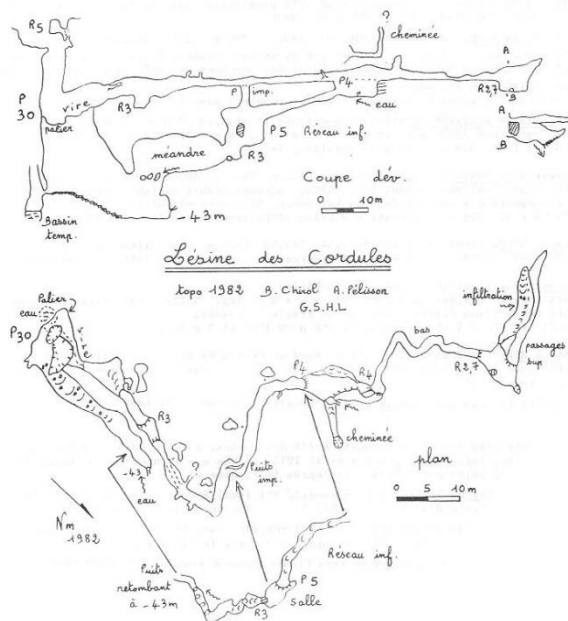 R5
?
cheminée
A
P
30
vire
R3
P
imp.
P4
R2,7
B
eau
palier
A
P5 Réseau inf.
B
méandre
R3
Coupe dév.
0 10m
Bassin
temp.
-43m
Lésine des Cordules
topo 1982 B. Chirol A. Pélisson
G.S.H.L
Palier
eau
P30
vire
infiltration
bas
passages
sup
P4
R4
R2,7
R3
cheminée
?
Puits
imp.
plan
-43
eau
0 5 10m
Nm
1982
Réseau inf.
Puits
retombant
à -43m
P5
Salle
R3